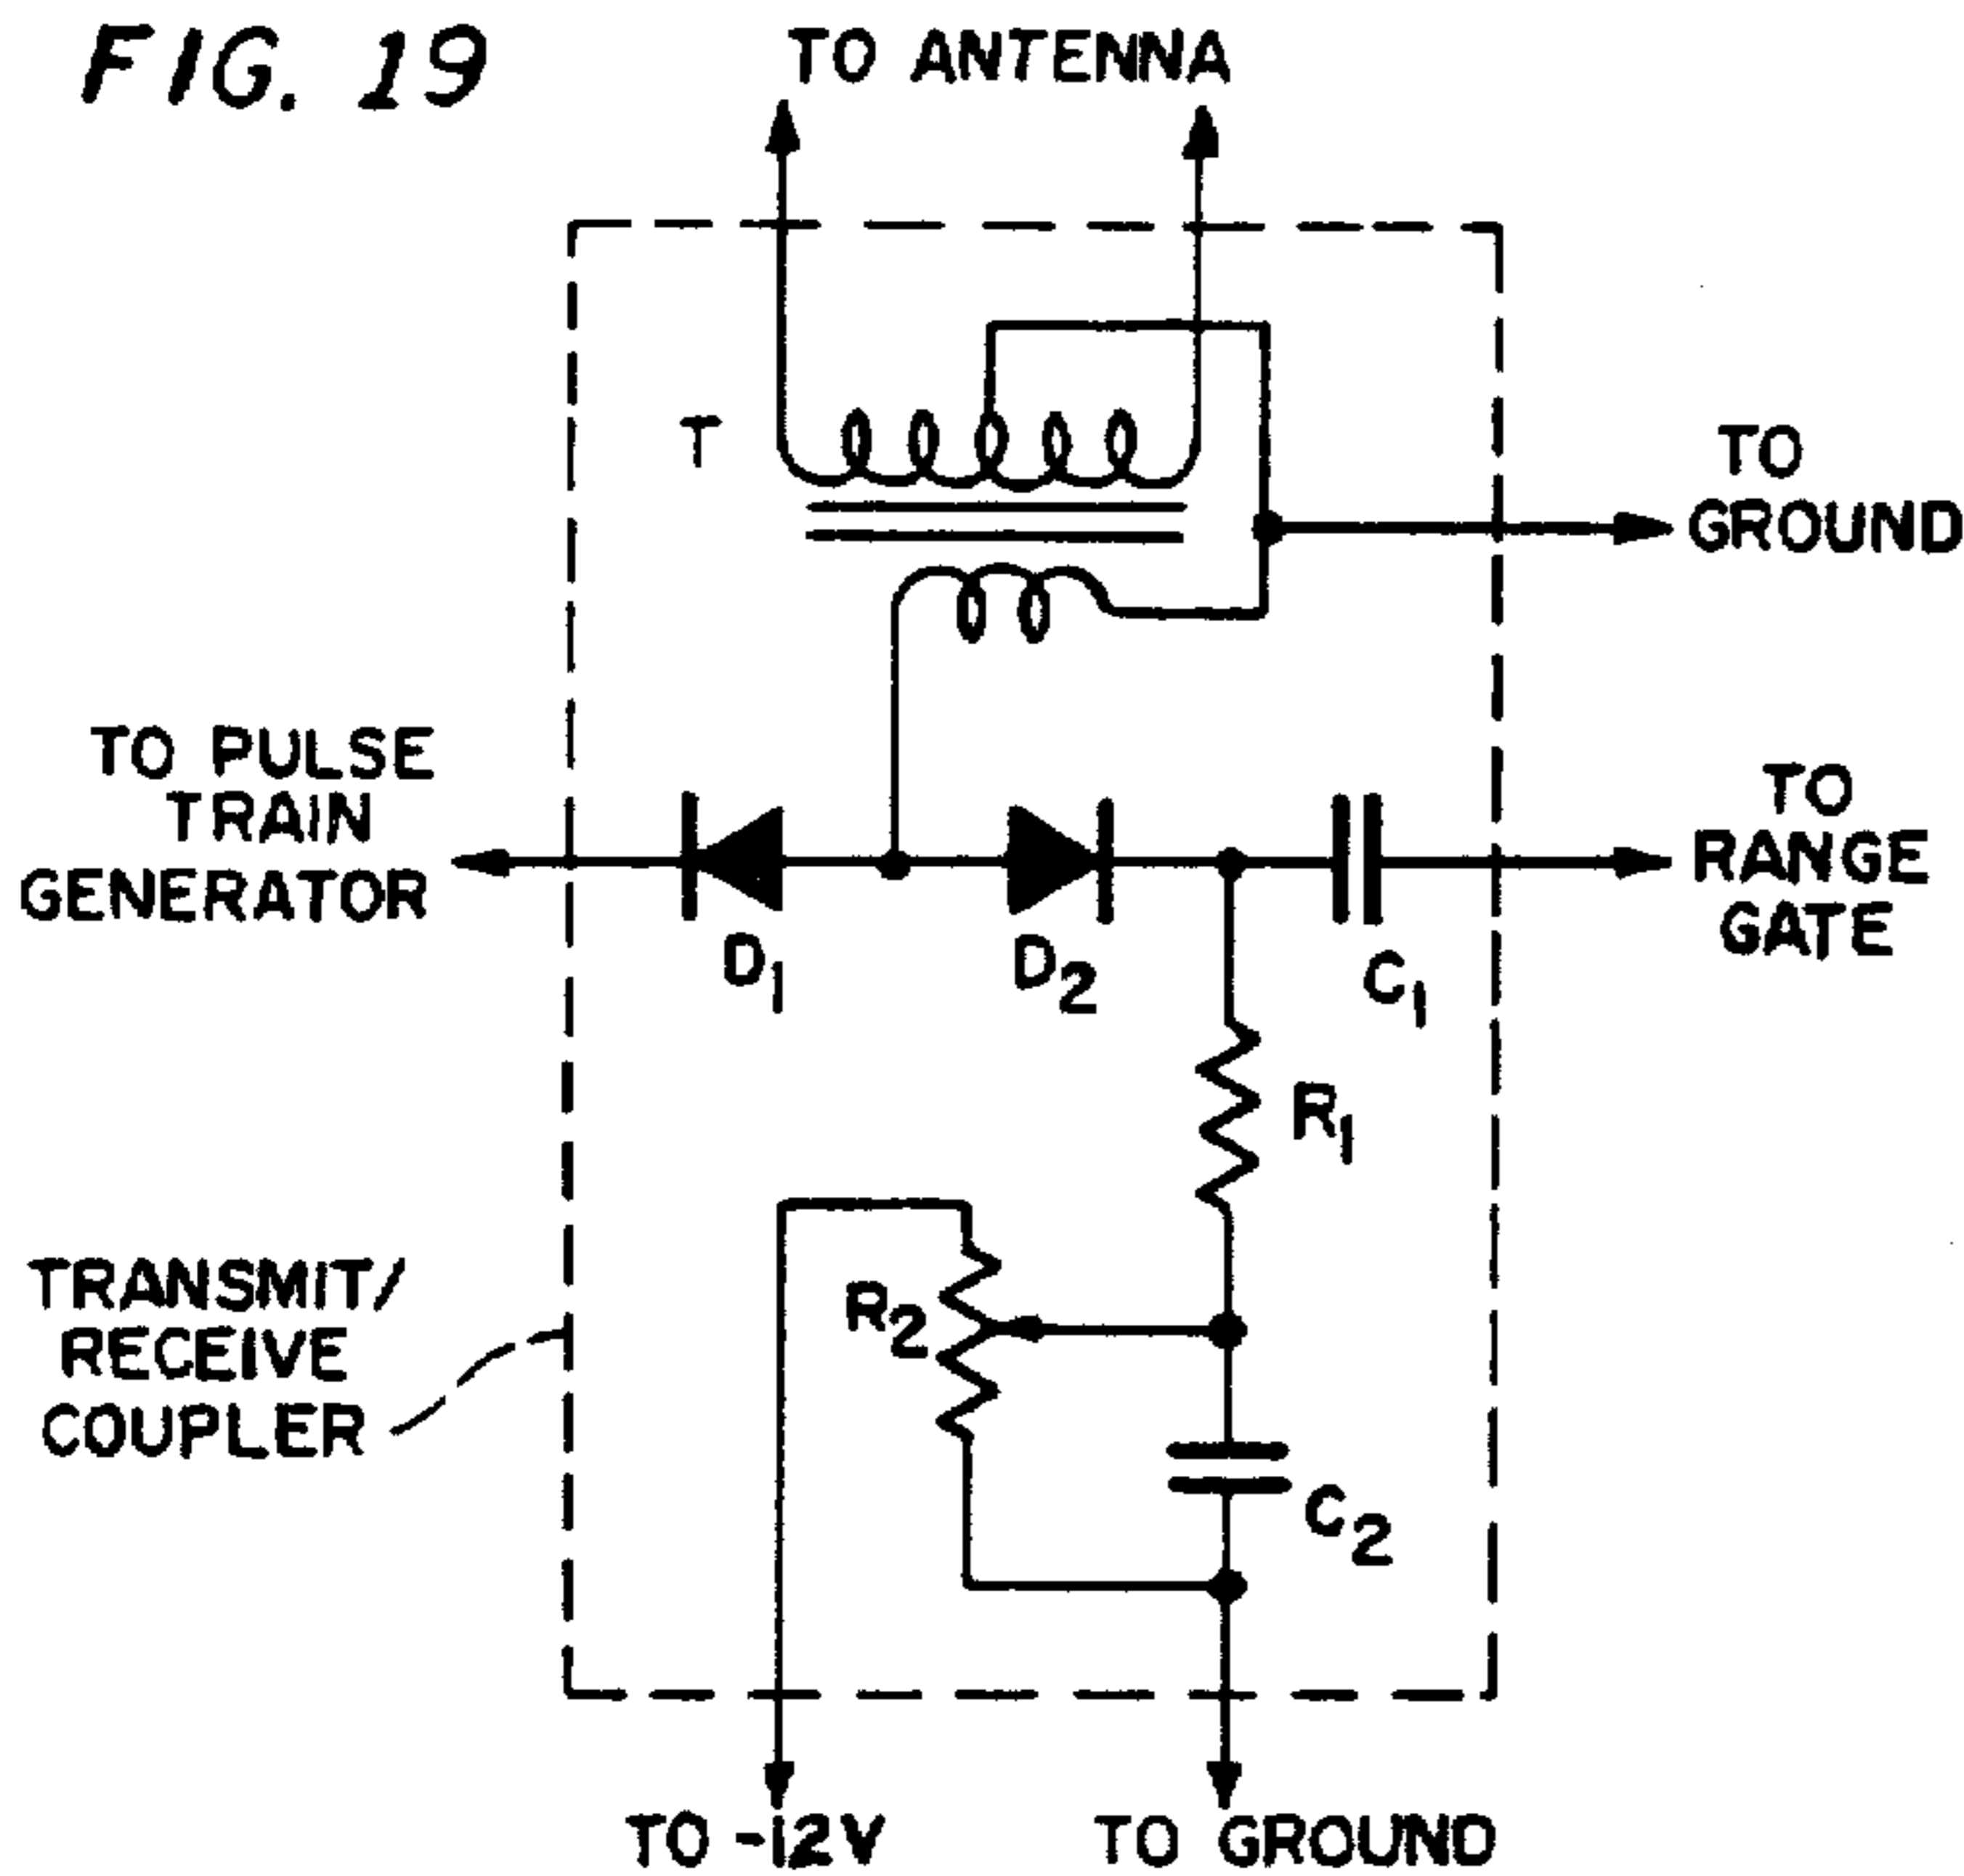 FIG. 19
TO ANTENNA
T
TO
GROUND
TO PULSE
TRAIN
GENERATOR
TO
RANGE
GATE
D1
D2
C1
R1
TRANSMIT/
RECEIVE
COUPLER
R2
C2
TO -12V
TO GROUND